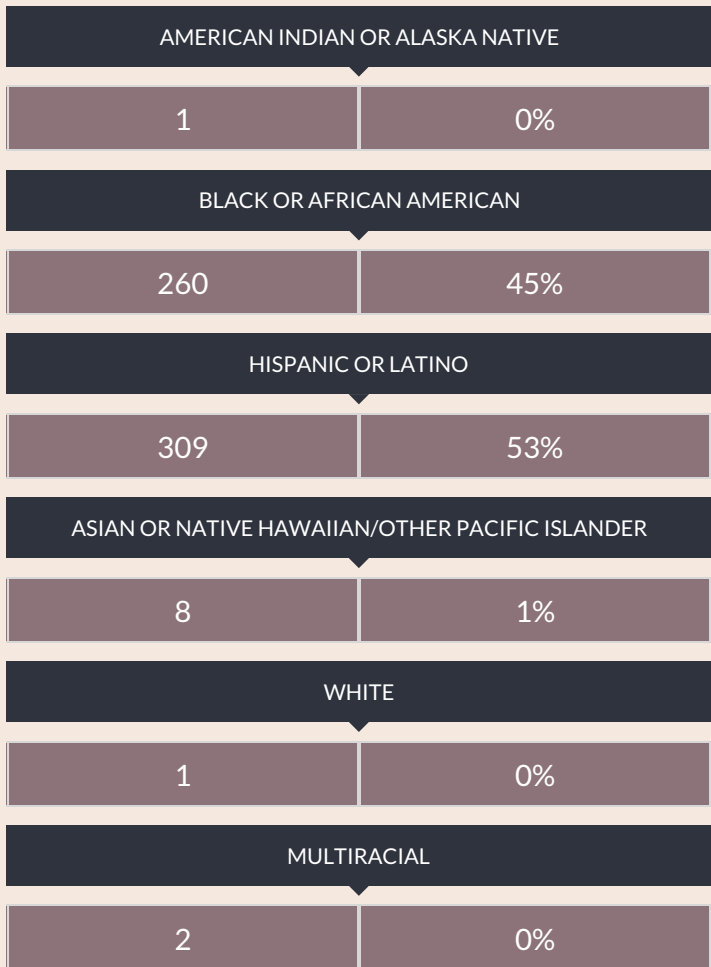 AMERICAN INDIAN OR ALASKA NATIVE
1 0%
BLACK OR AFRICAN AMERICAN
260 45%
HISPANIC OR LATINO
309 53%
ASIAN OR NATIVE HAWAIIAN/OTHER PACIFIC ISLANDER
8 1%
WHITE
1 0%
MULTIRACIAL
2 0%